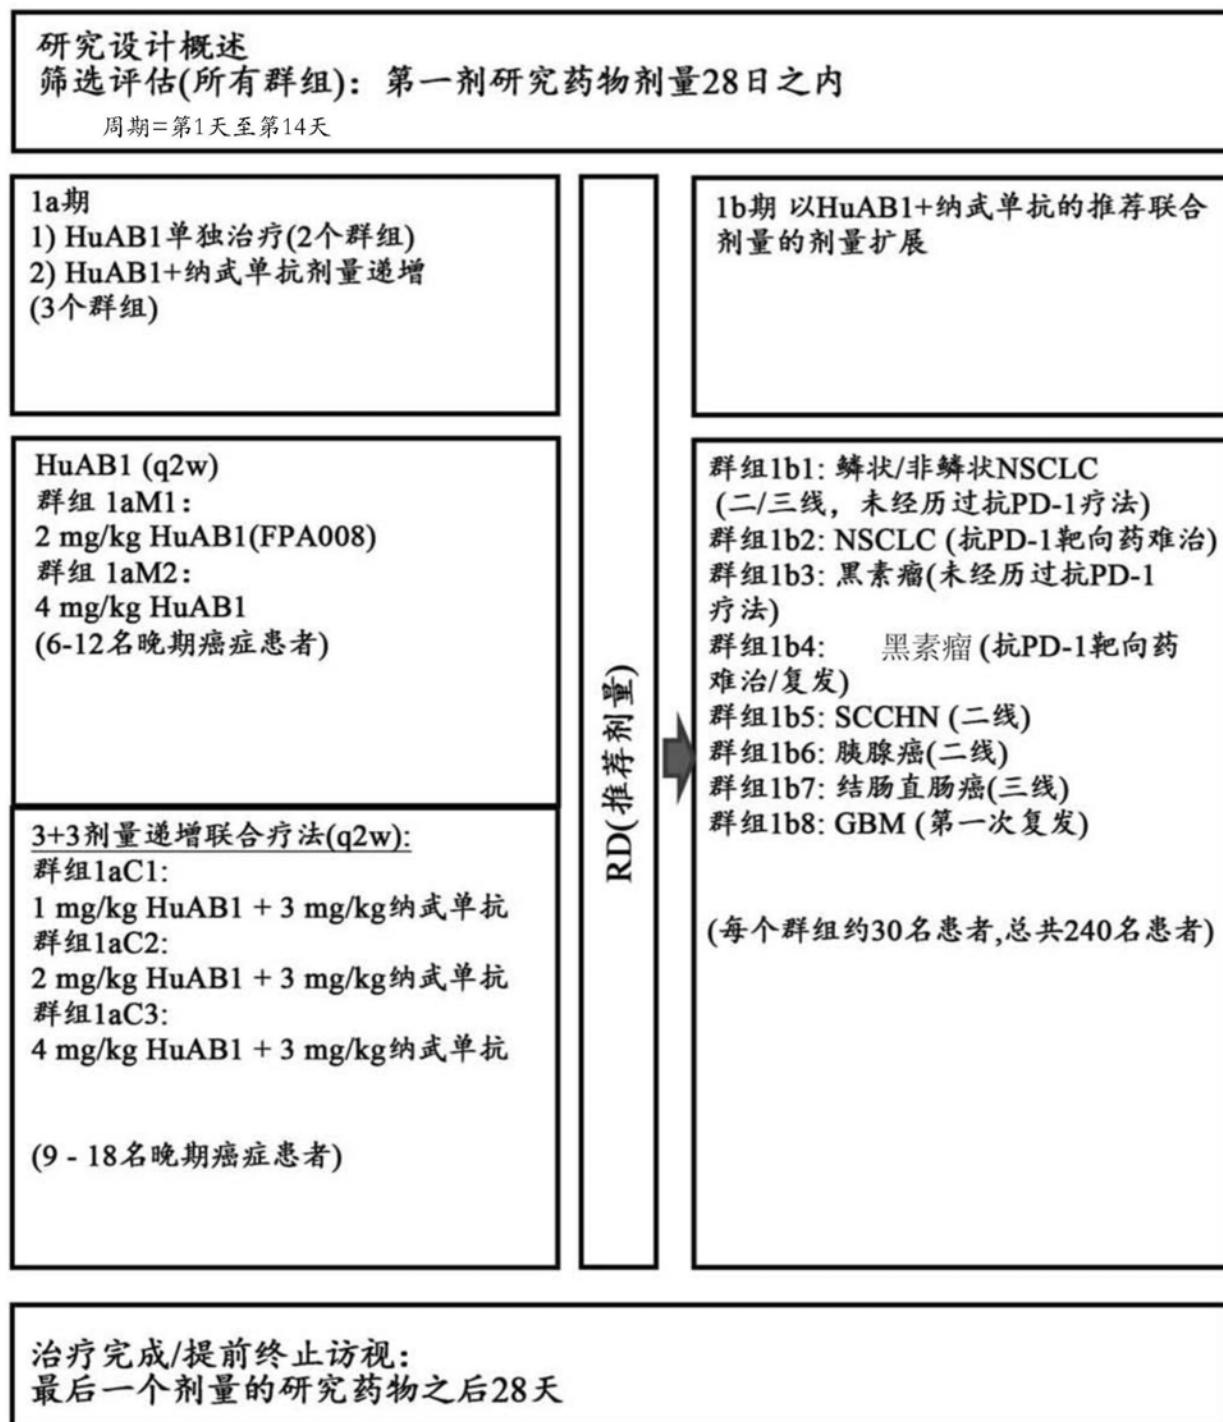 研究设计概述
筛选评估(所有群组)：第一剂研究药物剂量28日之内
周期=第1天至第14天
1a期
1) HuAB1单独治疗(2个群组)
2) HuAB1+纳武单抗剂量递增
(3个群组)
HuAB1 (q2w)
群组 1aM1：
2 mg/kg HuAB1(FPA008)
群组 1aM2：
4 mg/kg HuAB1
(6-12名晚期癌症患者)
3+3剂量递增联合疗法(q2w):
群组1aC1:
1 mg/kg HuAB1 + 3 mg/kg纳武单抗
群组1aC2:
2 mg/kg HuAB1 + 3 mg/kg纳武单抗
群组1aC3:
4 mg/kg HuAB1 + 3 mg/kg纳武单抗
(9 - 18名晚期癌症患者)
RD(推荐剂量)
1b期 以HuAB1+纳武单抗的推荐联合
剂量的剂量扩展
群组1b1: 鳞状/非鳞状NSCLC
(二/三线，未经历过抗PD-1疗法)
群组1b2: NSCLC (抗PD-1靶向药难治)
群组1b3: 黑素瘤(未经历过抗PD-1
疗法)
群组1b4: 黑素瘤 (抗PD-1靶向药
难治/复发)
群组1b5: SCCHN (二线)
群组1b6: 胰腺癌(二线)
群组1b7: 结肠直肠癌(三线)
群组1b8: GBM (第一次复发)
(每个群组约30名患者,总共240名患者)
治疗完成/提前终止访视：
最后一个剂量的研究药物之后28天